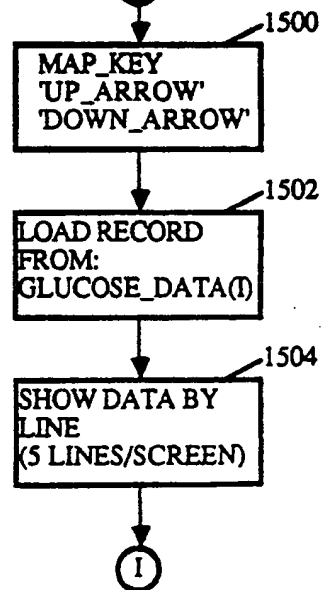 1500
MAP_KEY
'UP_ARROW'
'DOWN_ARROW'
1502
LOAD RECORD
FROM:
GLUCOSE_DATA(I)
1504
SHOW DATA BY
LINE
(5 LINES/SCREEN)
I